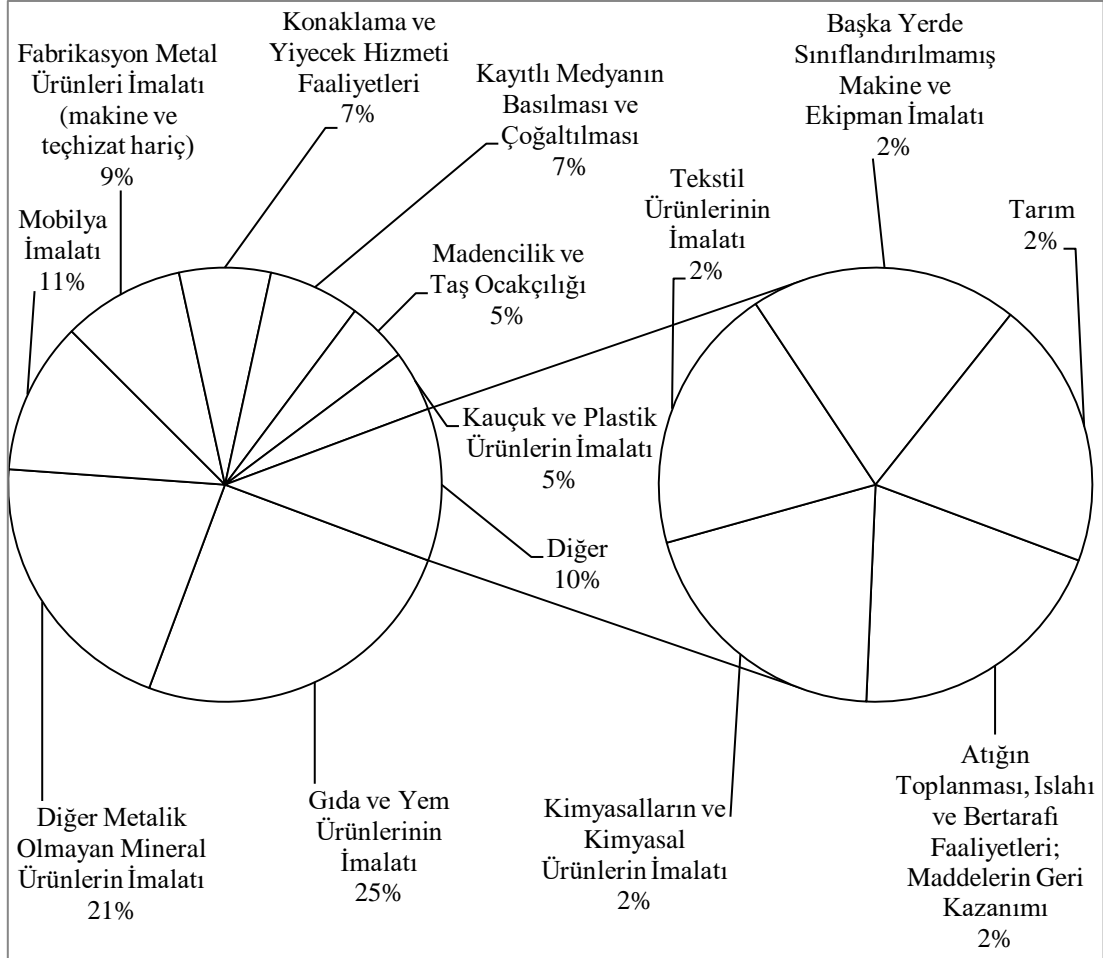 Konaklama ve
Yiyecek Hizmeti
Faaliyetleri
7%
Fabrikasyon Metal
Ürünleri İmalatı
(makine ve
teçhizat hariç)
9%
Mobilya
İmalatı
11%
Kayıtlı Medyanın
Basılması ve
Çoğaltılması
7%
Madencilik ve
Taş Ocakçılığı
5%
Kauçuk ve Plastik
Ürünlerin İmalatı
5%
Diğer
10%
Diğer Metalik
Olmayan Mineral
Ürünlerin İmalatı
21%
Gıda ve Yem
Ürünlerinin
İmalatı
25%
Başka Yerde
Sınıflandırılmamış
Makine ve
Ekipman İmalatı
2%
Tekstil
Ürünlerinin
İmalatı
2%
Tarım
2%
Kimyasalların ve
Kimyasal
Ürünlerin İmalatı
2%
Atığın
Toplanması, Islahı
ve Bertarafı
Faaliyetleri;
Maddelerin Geri
Kazanımı
2%